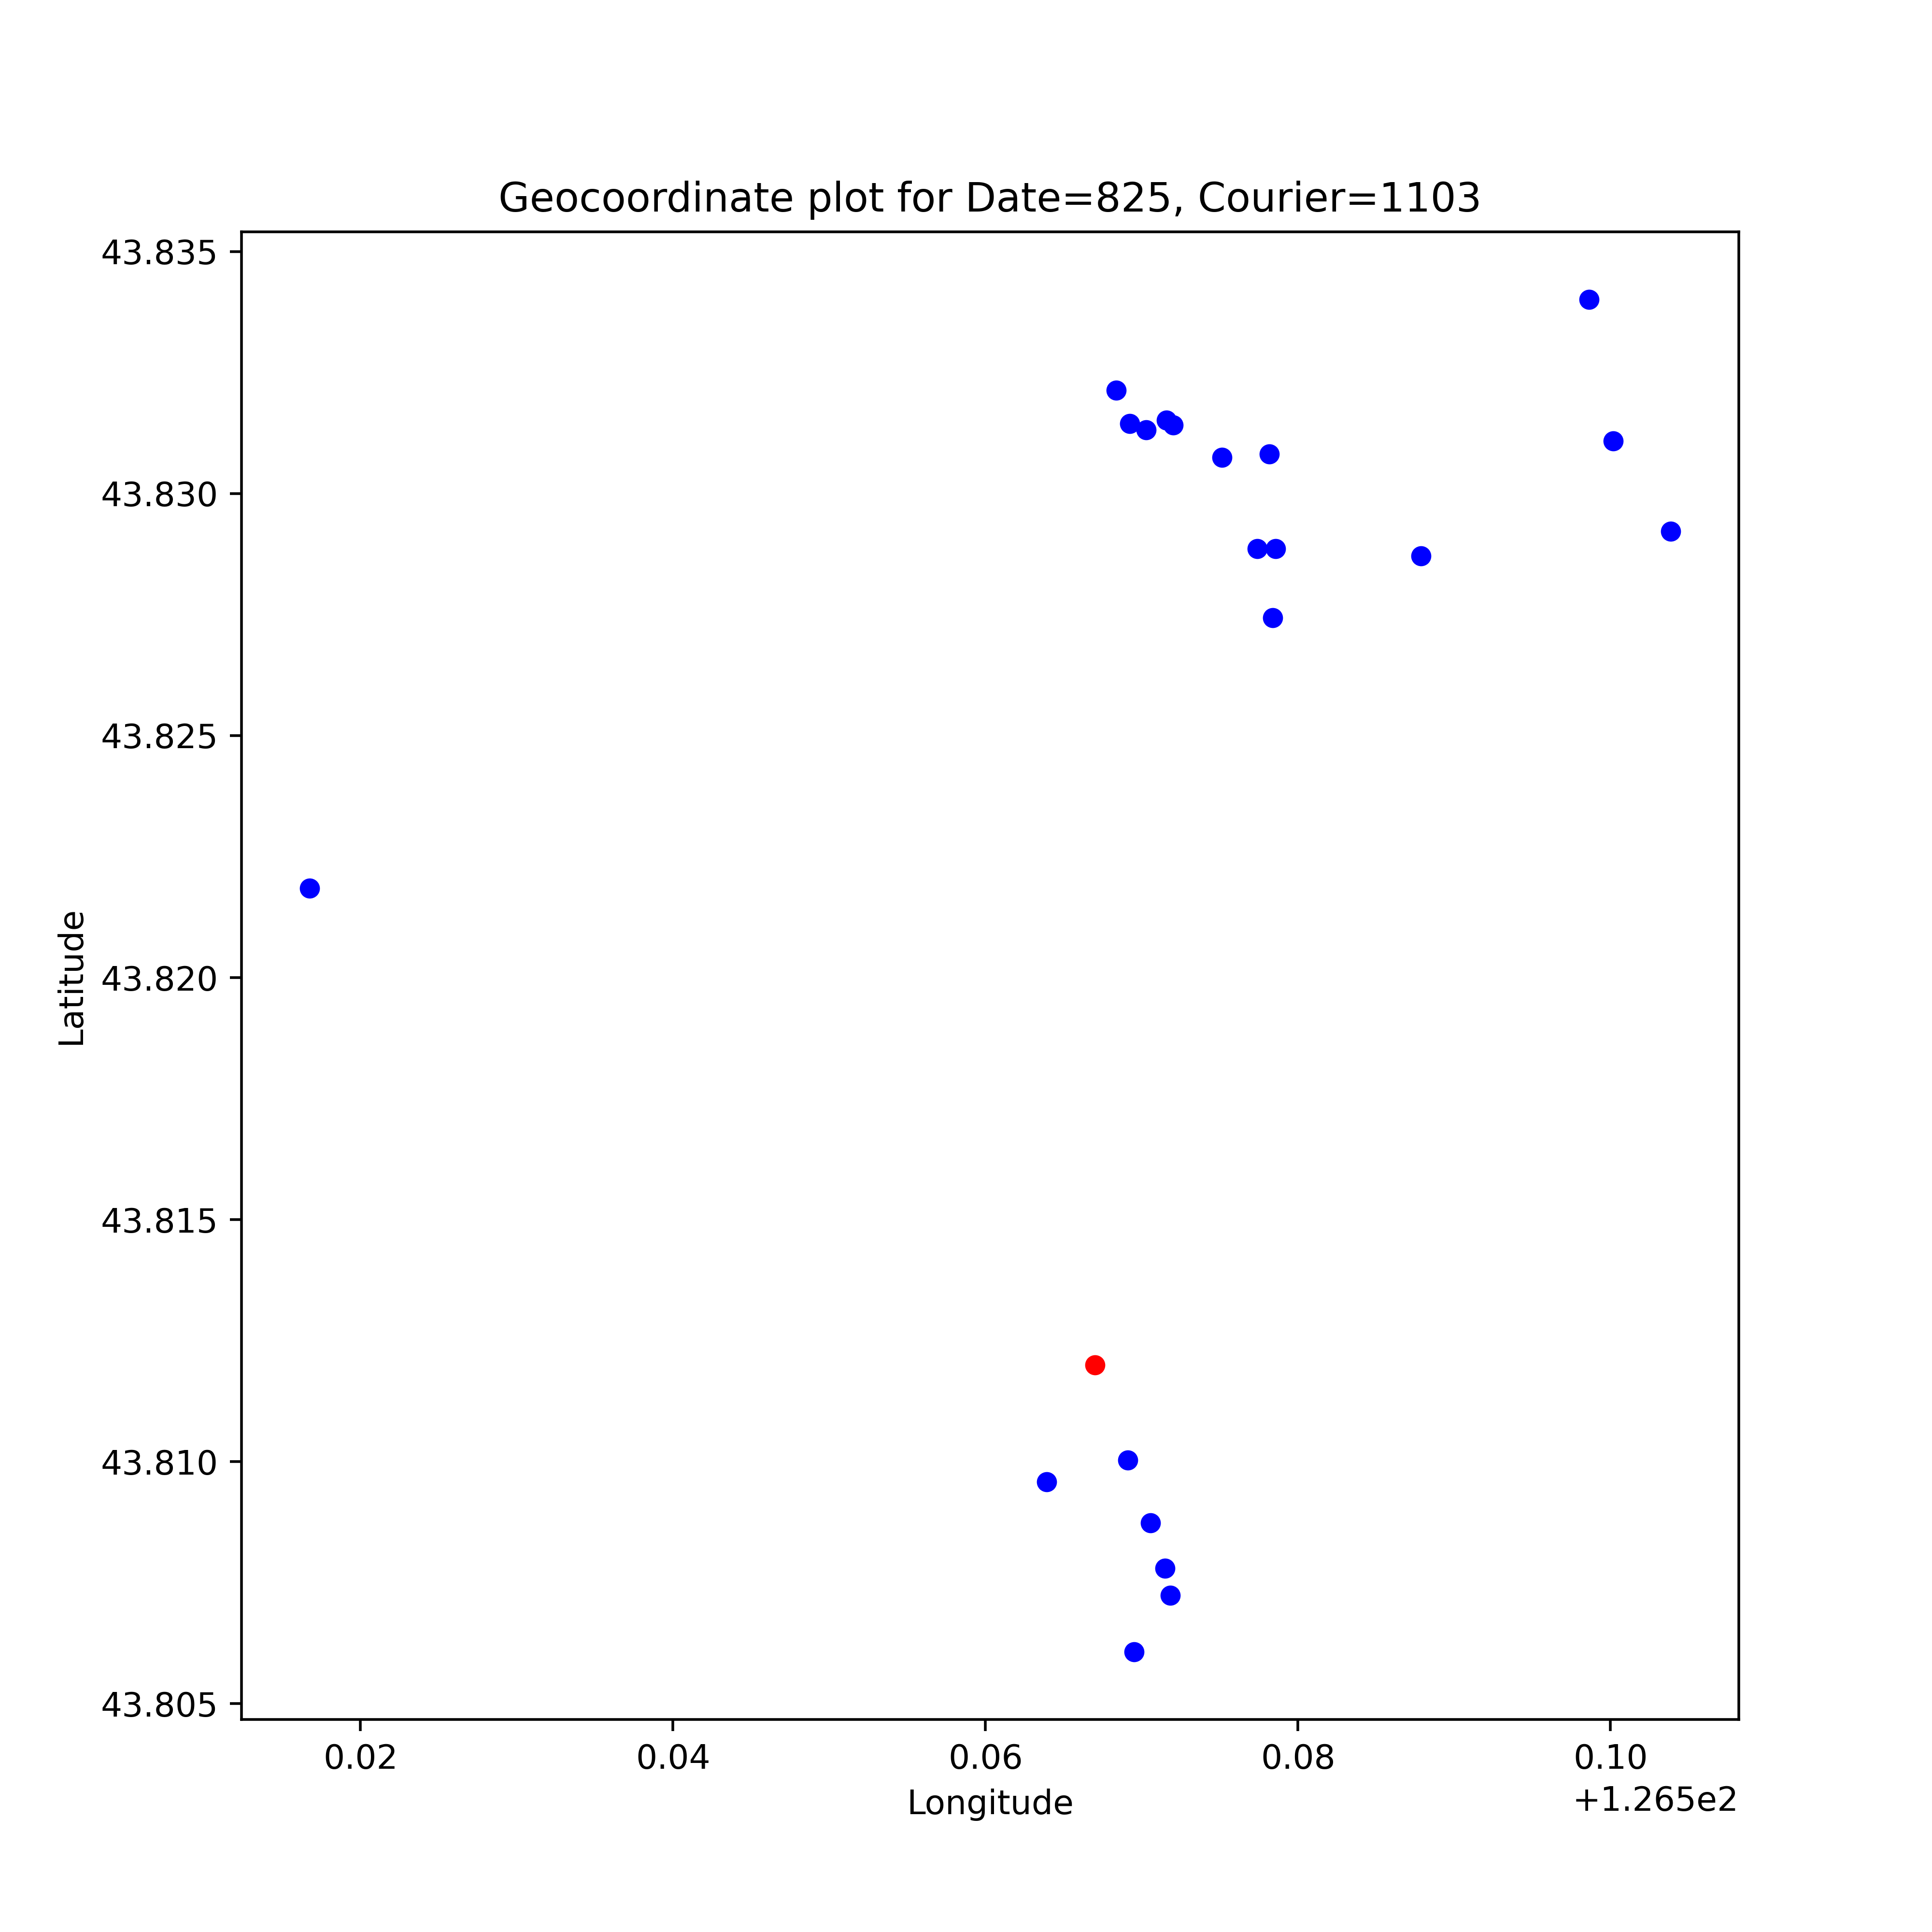 Geocoordinate plot for Date=825, Courier=1103
43.835
43.830
43.825
43.820
43.815
43.810
43.805
Latitude
0.02 0.04 0.06 0.08 0.10
Longitude
+1.265e2